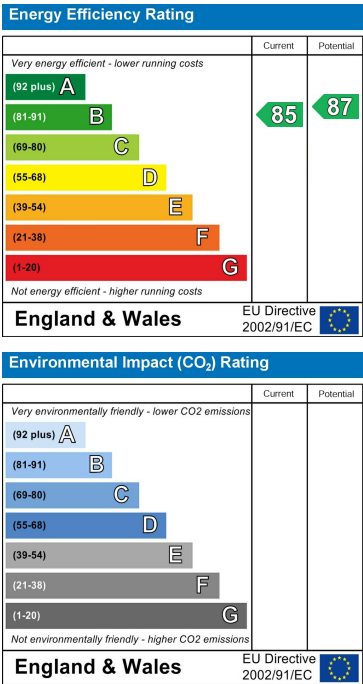 Energy Efficiency Rating
Current Potential
Very energy efficient - lower running costs
(92 plus) A
(81-91) B
(69-80) C
(55-68) D
(39-54) E
(21-38) F
(1-20) G
85
87
Not energy efficient - higher running costs
England & Wales
EU Directive
2002/91/EC
Environmental Impact (CO₂) Rating
Current Potential
Very environmentally friendly - lower CO2 emissions
(92 plus) A
(81-91) B
(69-80) C
(55-68) D
(39-54) E
(21-38) F
(1-20) G
Not environmentally friendly - higher CO2 emissions
England & Wales
EU Directive
2002/91/EC